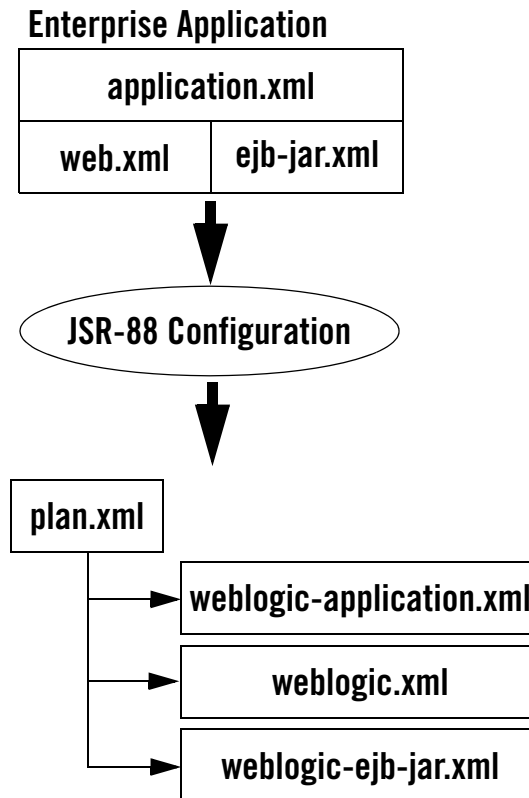 Enterprise Application
application.xml
web.xml
ejb-jar.xml
JSR-88 Configuration
plan.xml
weblogic-application.xml
weblogic.xml
weblogic-ejb-jar.xml